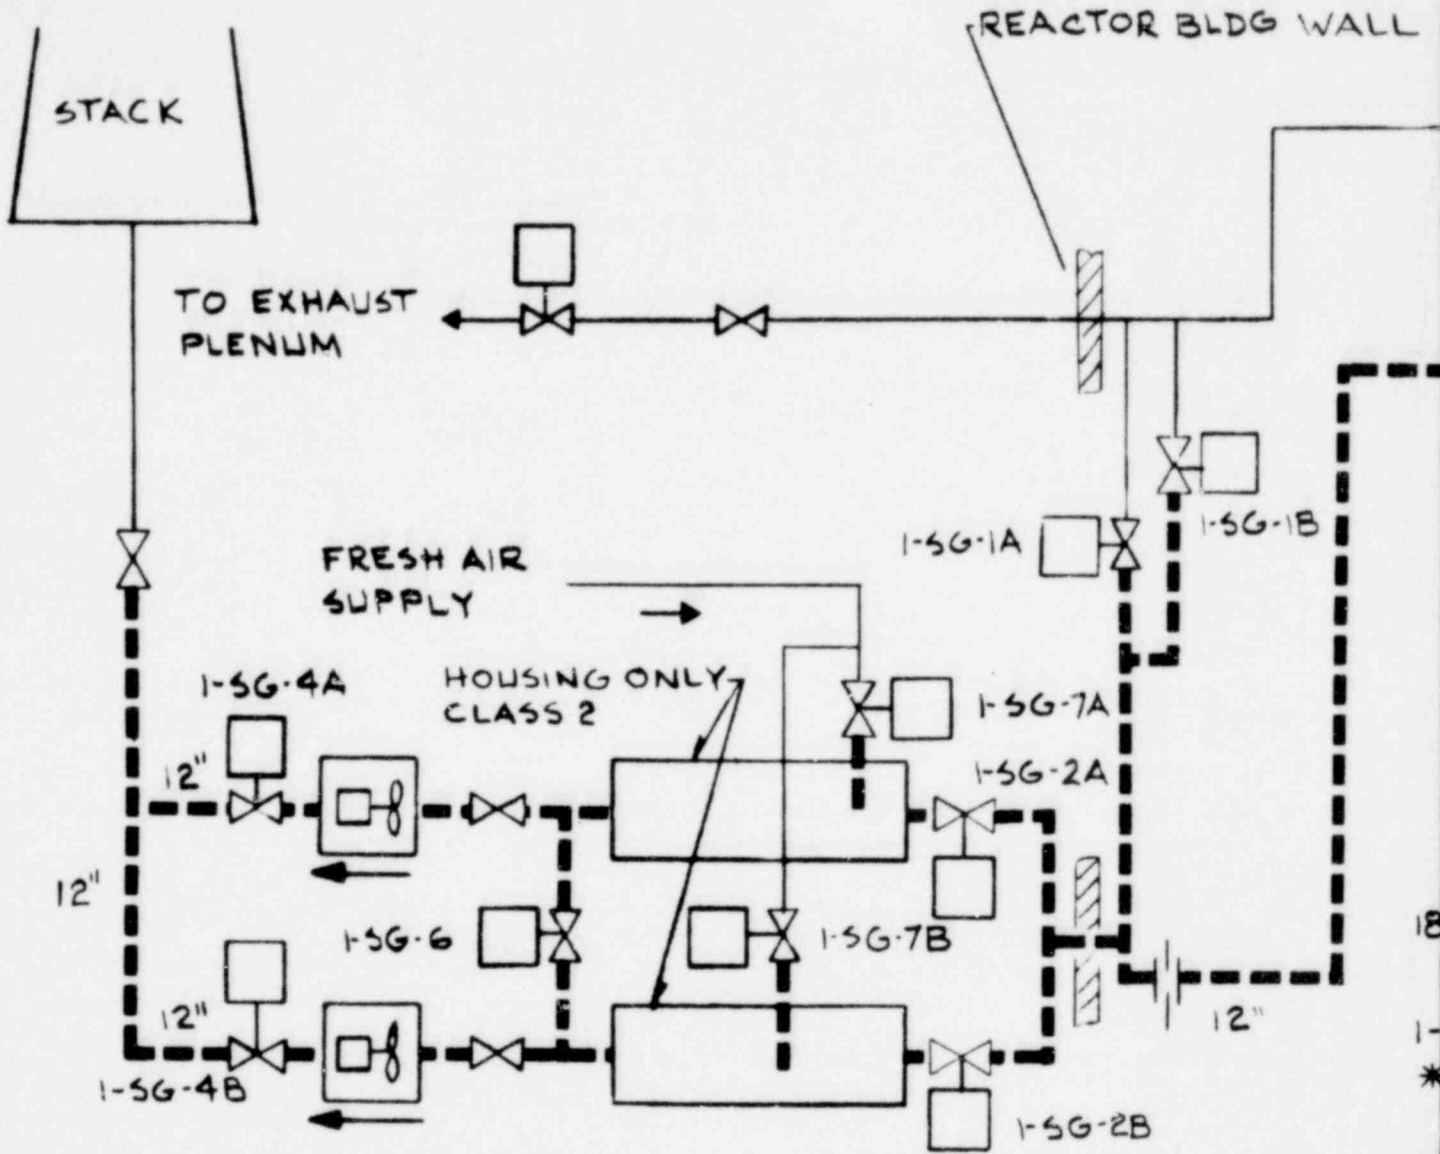 REACTOR BLDG WALL
STACK
TO EXHAUST
PLENUM
1-SG-1A
1-SG-1B
FRESH AIR
SUPPLY
1-SG-4A
HOUSING ONLY
CLASS 2
1-SG-7A
12"
1-SG-2A
12"
1-SG-6
1-SG-7B
18
12"
12"
1-
*
1-SG-4B
1-SG-2B